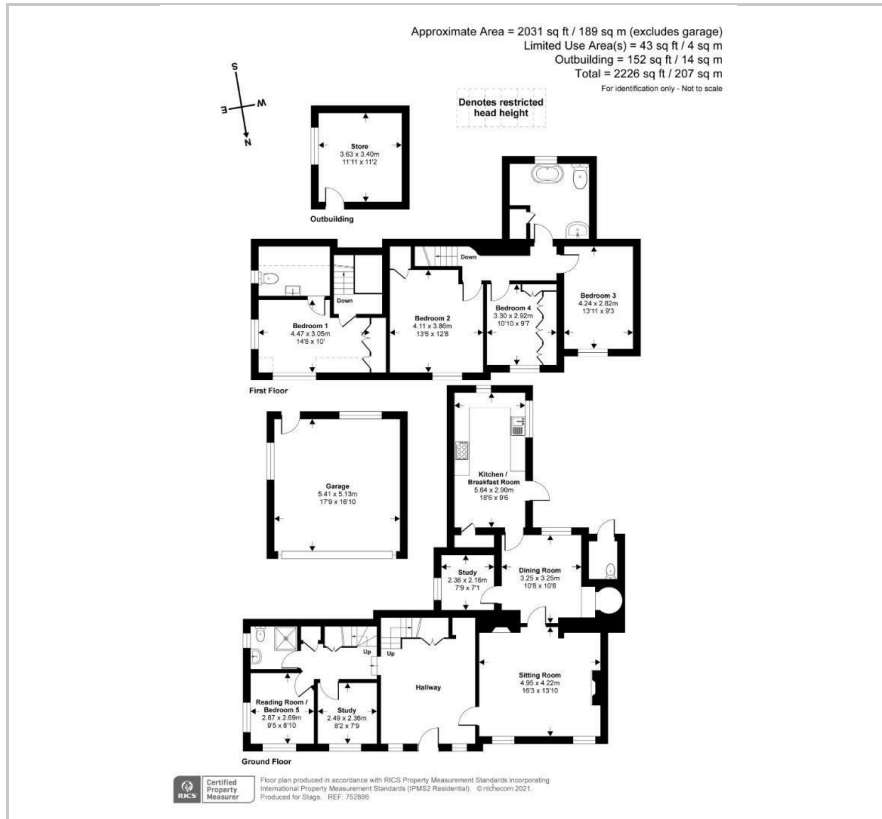 Approximate Area = 2031 sq ft / 189 sq m (excludes garage)
Limited Use Area(s) = 43 sq ft / 4 sq m
Outbuilding = 152 sq ft / 14 sq m
Total = 2226 sq ft / 207 sq m
For identification only - Not to scale
S
W
E
N
Denotes restricted
head height
Store
3.63 x 3.40m
11'11 x 11'2
Outbuilding
Down
Down
Bedroom 1
4.47 x 3.05m
14'8 x 10'
Bedroom 2
4.11 x 3.86m
13'6 x 12'8
Bedroom 4
3.30 x 2.92m
10'10 x 9'7
Bedroom 3
4.24 x 2.82m
13'11 x 9'3
First Floor
Garage
5.41 x 5.13m
17'9 x 16'10
Kitchen /
Breakfast Room
5.64 x 2.90m
18'6 x 9'6
Study
2.36 x 2.16m
7'9 x 7'1
Dining Room
3.25 x 3.25m
10'8 x 10'8
Up
Up
Hallway
Sitting Room
4.95 x 4.22m
16'3 x 13'10
Reading Room /
Bedroom 5
2.87 x 2.69m
9'5 x 8'10
Study
2.49 x 2.36m
8'2 x 7'9
Ground Floor
RICS
Certified
Property
Measurer
Floor plan produced in accordance with RICS Property Measurement Standards incorporating
International Property Measurement Standards (IPMS2 Residential). © nichecom 2021.
Produced for Stags. REF: 752896